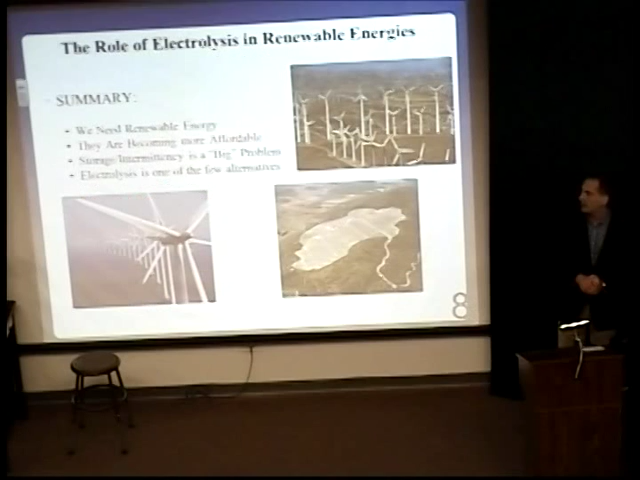 The Role of Electrolysis in Renewable Energies
SUMMARY:
• We Need Renewable Energy
• They Are Becoming more Affordable
• Storage/Intermittency is a "Big" Problem
• Electrolysis is one of the few alternatives
8